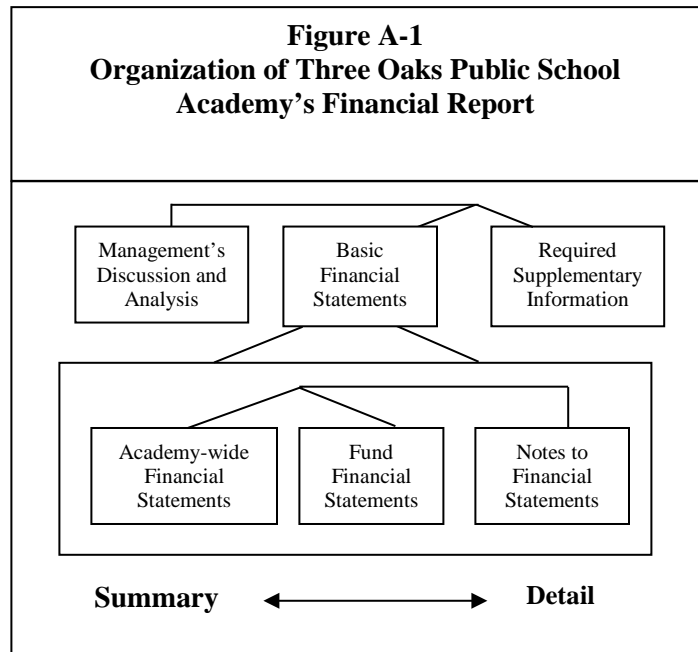 Figure A-1
Organization of Three Oaks Public School
Academy’s Financial Report
Management’s
Discussion and
Analysis
Basic
Financial
Statements
Required
Supplementary
Information
Academy-wide
Financial
Statements
Fund
Financial
Statements
Notes to
Financial
Statements
Summary
Detail